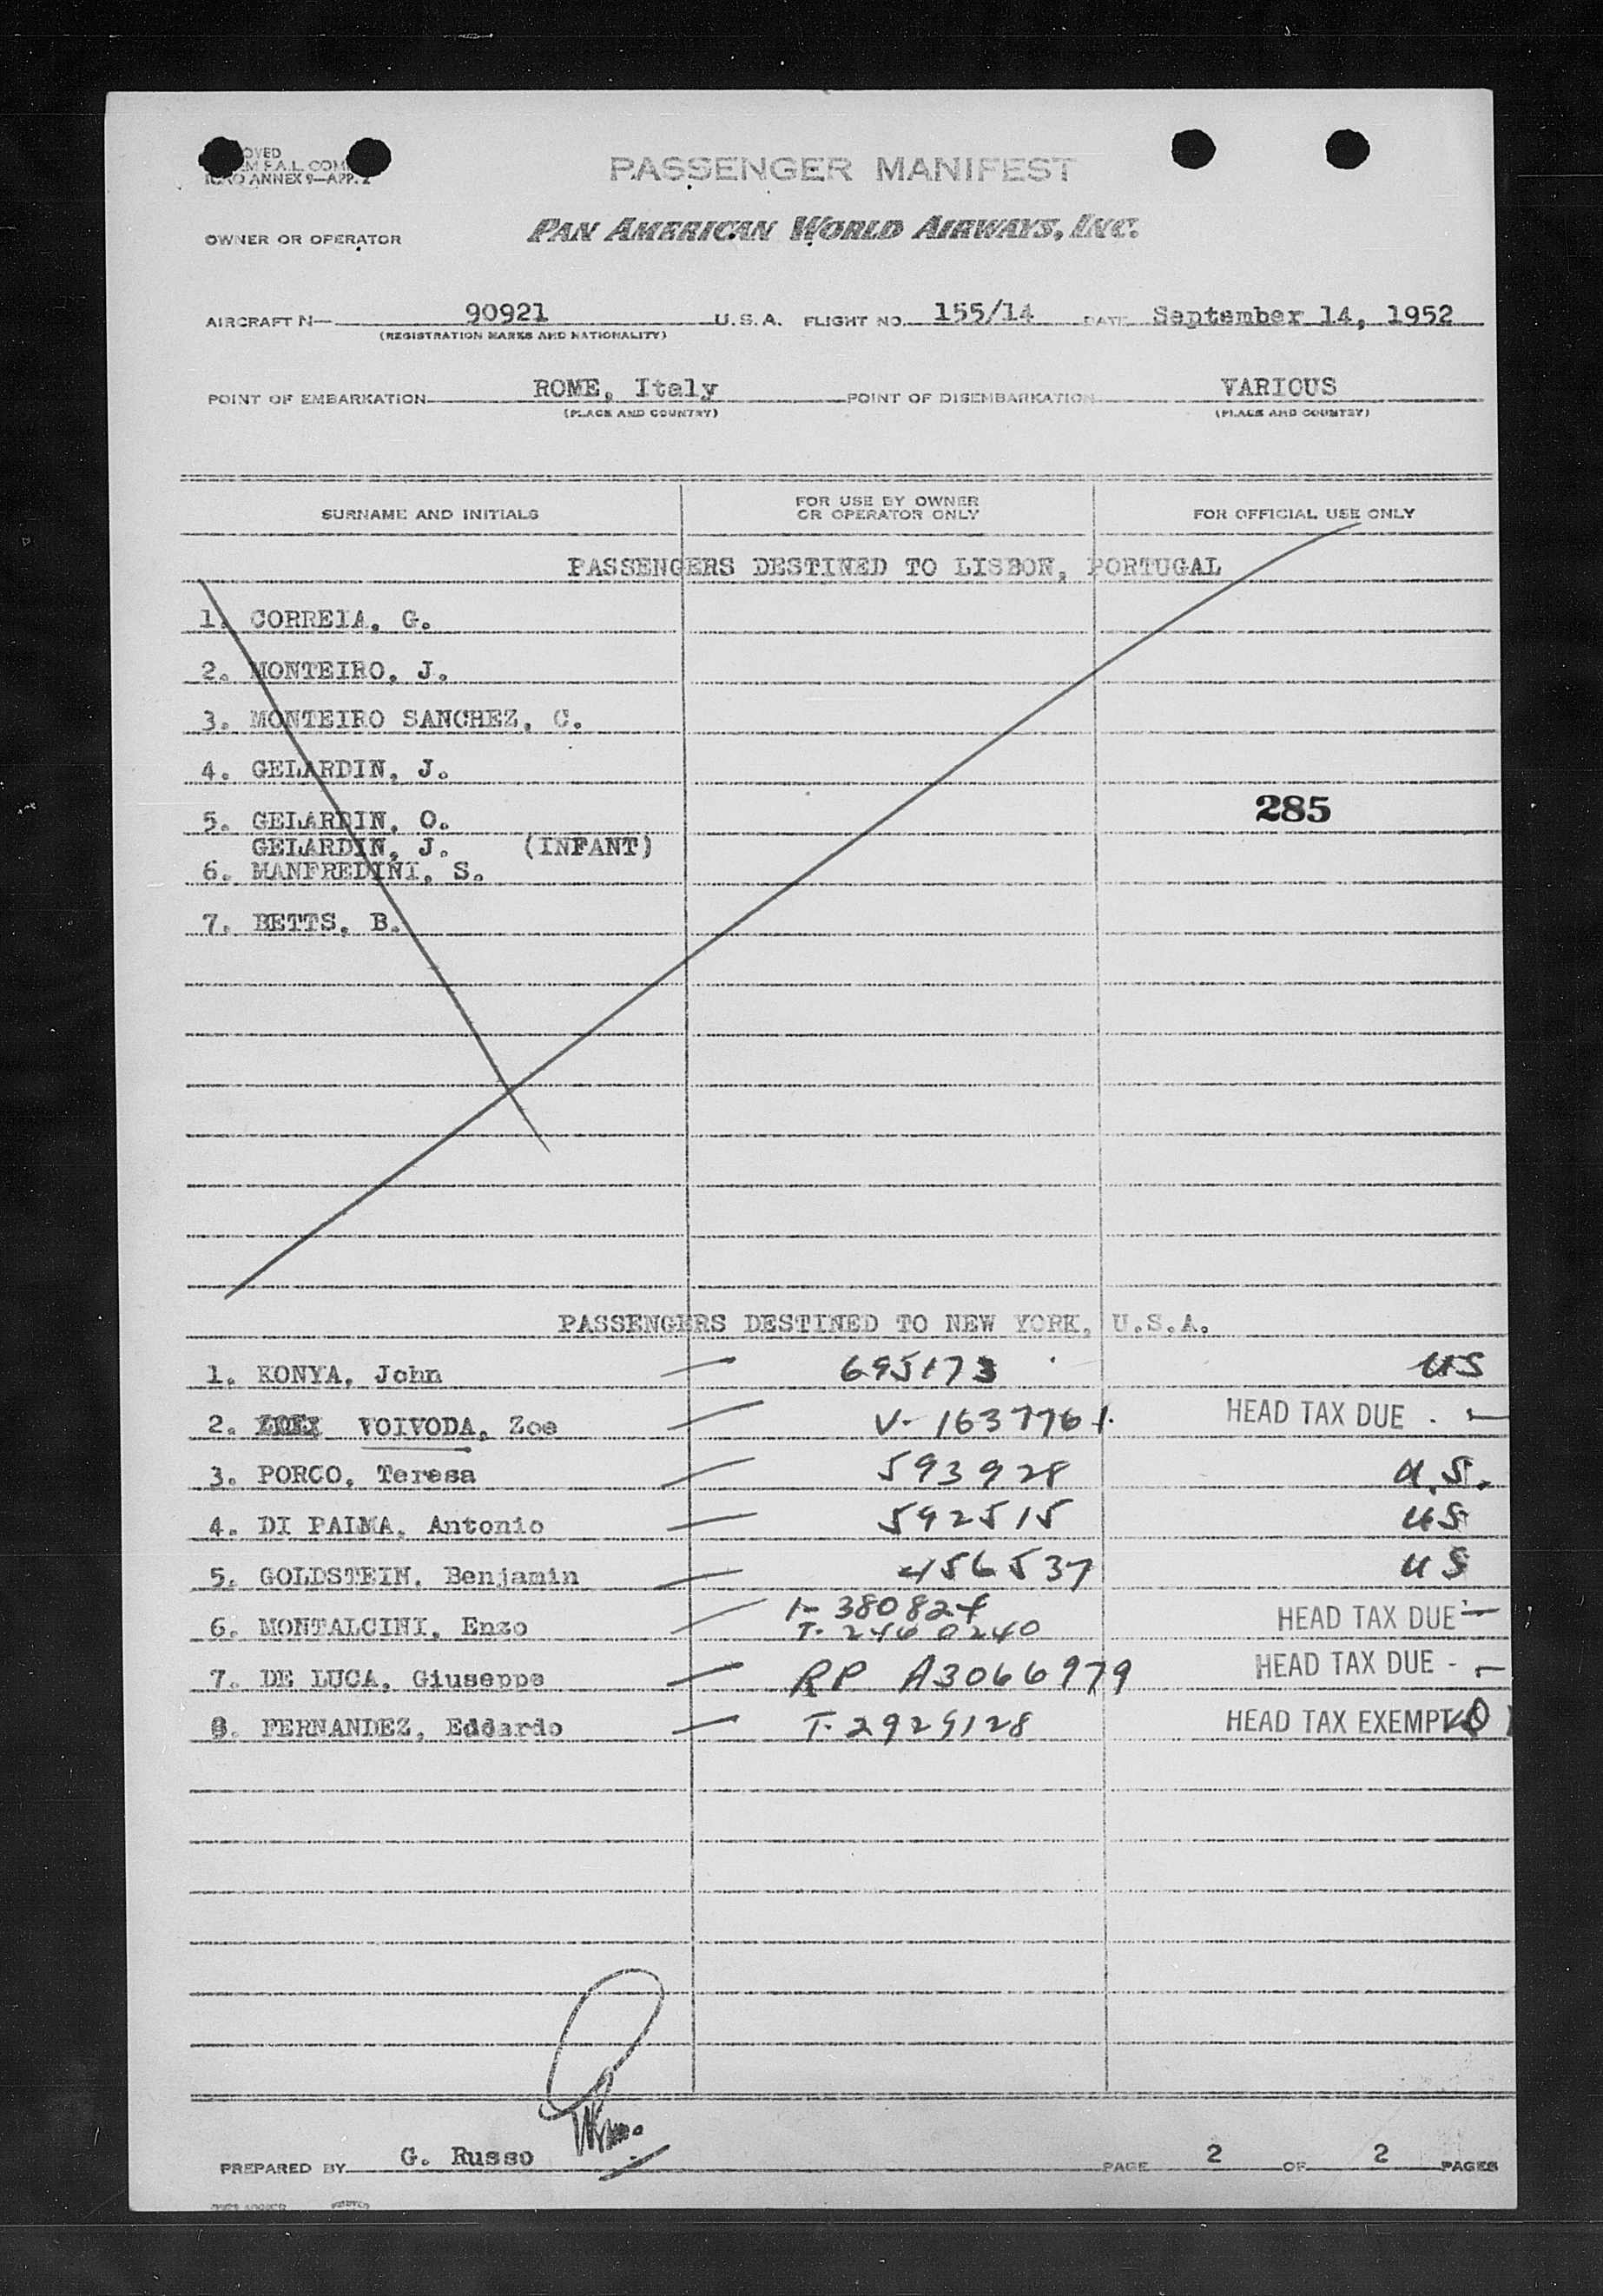 PASSENGER MANIFEST
ANNEX 9—APP. 2
OWNER OR OPERATOR PAN AMERICAN WORLD AIRWAYS, INC.
AIRCRAFT N— 90921 U.S.A. FLIGHT NO. 155/14 DATE September 14, 1952
(REGISTRATION MARKS AND NATIONALITY)
POINT OF EMBARKATION ROME, Italy POINT OF DISEMBARKATION VARIOUS
(PLACE AND COUNTRY) (PLACE AND COUNTRY)
SURNAME AND INITIALS FOR USE BY OWNER OR OPERATOR ONLY FOR OFFICIAL USE ONLY
PASSENGERS DESTINED TO LISBON, PORTUGAL
1. CORREIA, G.
2. MONTEIRO, J.
3. MONTEIRO SANCHEZ, C.
4. GELARDIN, J.
285
5. GELARDIN, O.
GELARDIN, J. (INFANT)
6. MANFREDINI, S.
7. BETTS, B.
PASSENGERS DESTINED TO NEW YORK, U.S.A.
1. KONYA, John — 695173 US
2. VOIVODA, Zoe — V- 1637761 HEAD TAX DUE . —
3. PORCO, Teresa — 593928 U.S.
4. DI PALMA, Antonio — 592515 US
5. GOLDSTEIN, Benjamin — 456537 US
6. MONTALCINI, Enzo — I- 380824 HEAD TAX DUE —
T- 2460240
7. DE LUCA, Giuseppe — RP A3066979 HEAD TAX DUE - —
8. FERNANDEZ, Eddardo — T-2929128 HEAD TAX EXEMPT
PREPARED BY G. Russo PAGE 2 OF 2 PAGES